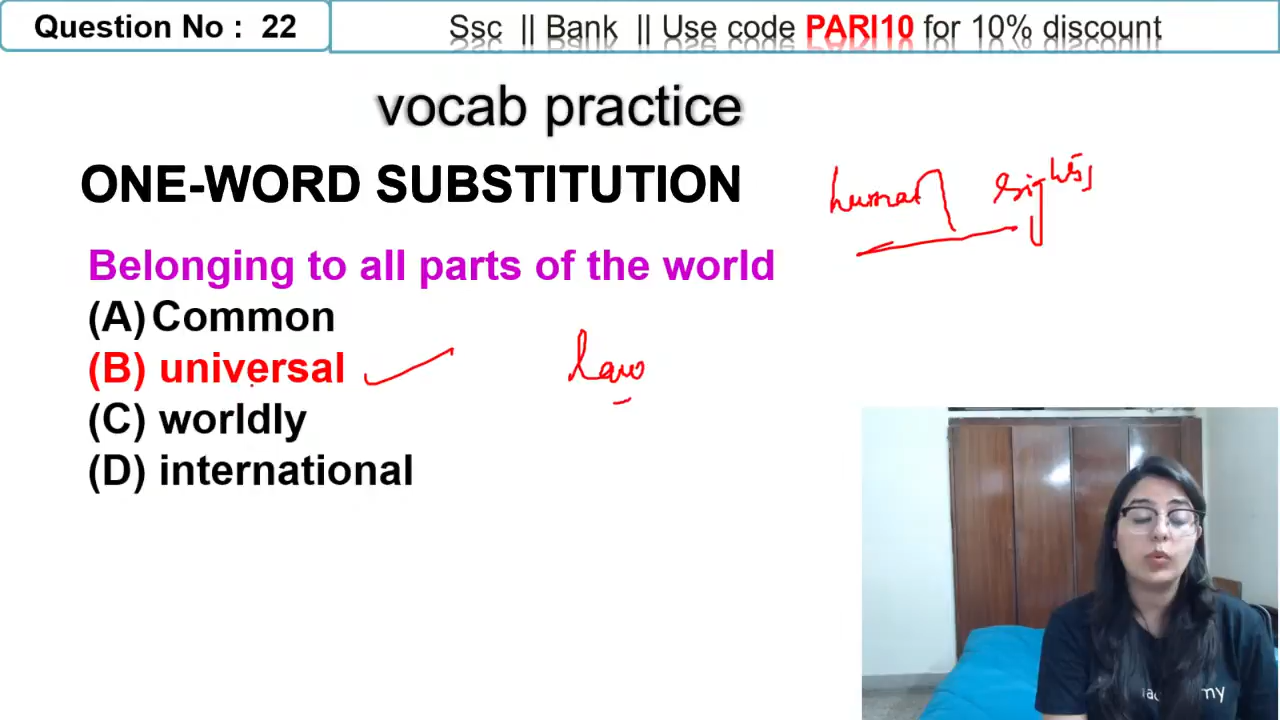 Question No : 22
Ssc || Bank || Use code PARI10 for 10% discount
vocab practice
ONE-WORD SUBSTITUTION
human rights
Belonging to all parts of the world
(A) Common
(B) universal
law
(C) worldly
(D) international